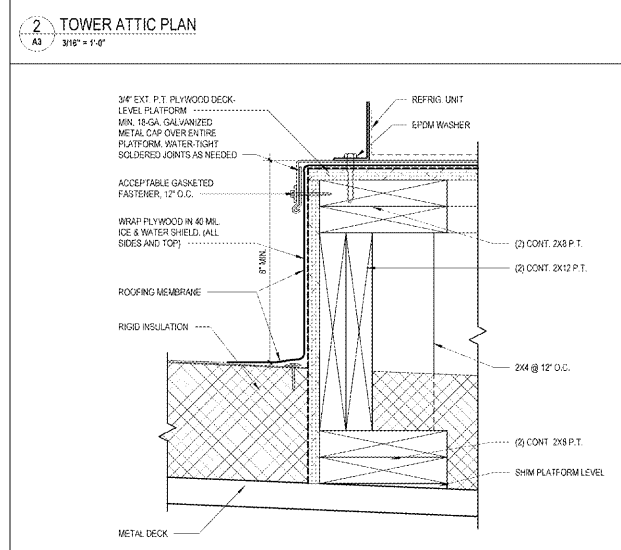 2
A3
TOWER ATTIC PLAN
3/16" = 1'-0"
3/4" EXT. P.T. PLYWOOD DECK-
LEVEL PLATFORM
MIN. 18-GA. GALVANIZED
METAL CAP OVER ENTIRE
PLATFORM. WATER-TIGHT
SOLDERED JOINTS AS NEEDED
ACCEPTABLE GASKETED
FASTENER, 12" O.C.
WRAP PLYWOOD IN 40 MIL
ICE & WATER SHIELD. (ALL
SIDES AND TOP)
8" MIN.
ROOFING MEMBRANE
RIGID INSULATION
METAL DECK
REFRIG. UNIT
EPDM WASHER
(2) CONT. 2X8 P.T.
(2) CONT. 2X12 P.T.
2X4 @ 12" O.C.
(2) CONT 2X8 P.T.
SHIM PLATFORM LEVEL